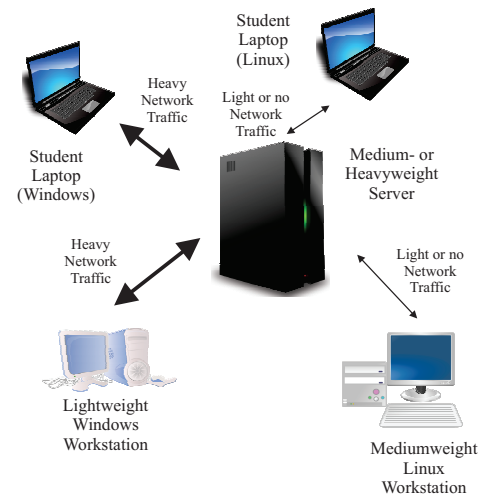 Student
Laptop
(Linux)
Heavy
Network
Traffic
Light or no
Network
Traffic
Student
Laptop
(Windows)
Medium- or
Heavyweight
Server
Heavy
Network
Traffic
Light or no
Network
Traffic
Lightweight
Windows
Workstation
Mediumweight
Linux
Workstation